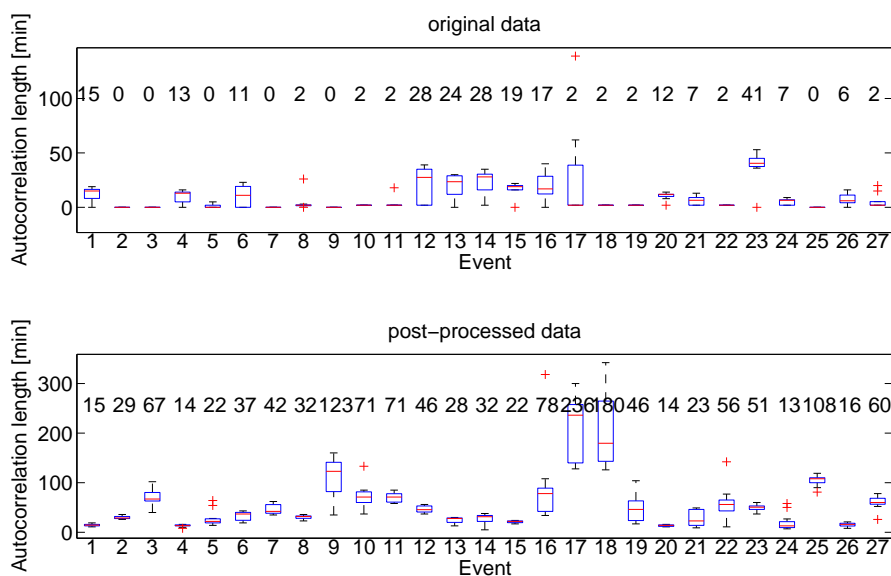 original data
Autocorrelation length [min]
100
50
0
15 0 0 13 0 11 0 2 0 2 2 28 24 28 19 17 2 2 2 12 7 2 41 7 0 6 2
1 2 3 4 5 6 7 8 9 10 11 12 13 14 15 16 17 18 19 20 21 22 23 24 25 26 27
Event
post−processed data
Autocorrelation length [min]
300
200
100
0
15 29 67 14 22 37 42 32 123 71 71 46 28 32 22 78 236 180 46 14 23 56 51 13 108 16 60
1 2 3 4 5 6 7 8 9 10 11 12 13 14 15 16 17 18 19 20 21 22 23 24 25 26 27
Event